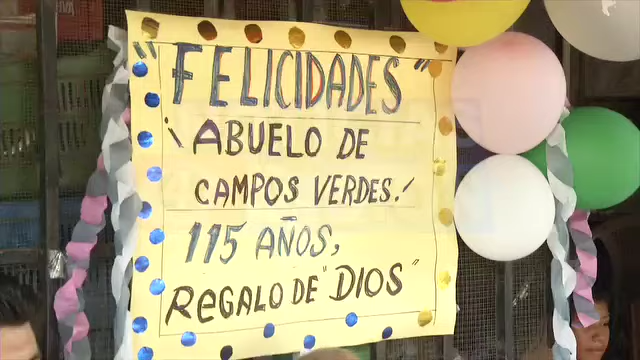 "FELICIDADES"
¡ABUELO DE
CAMPOS VERDES!
115 AÑOS,
REGALO DE "DIOS"